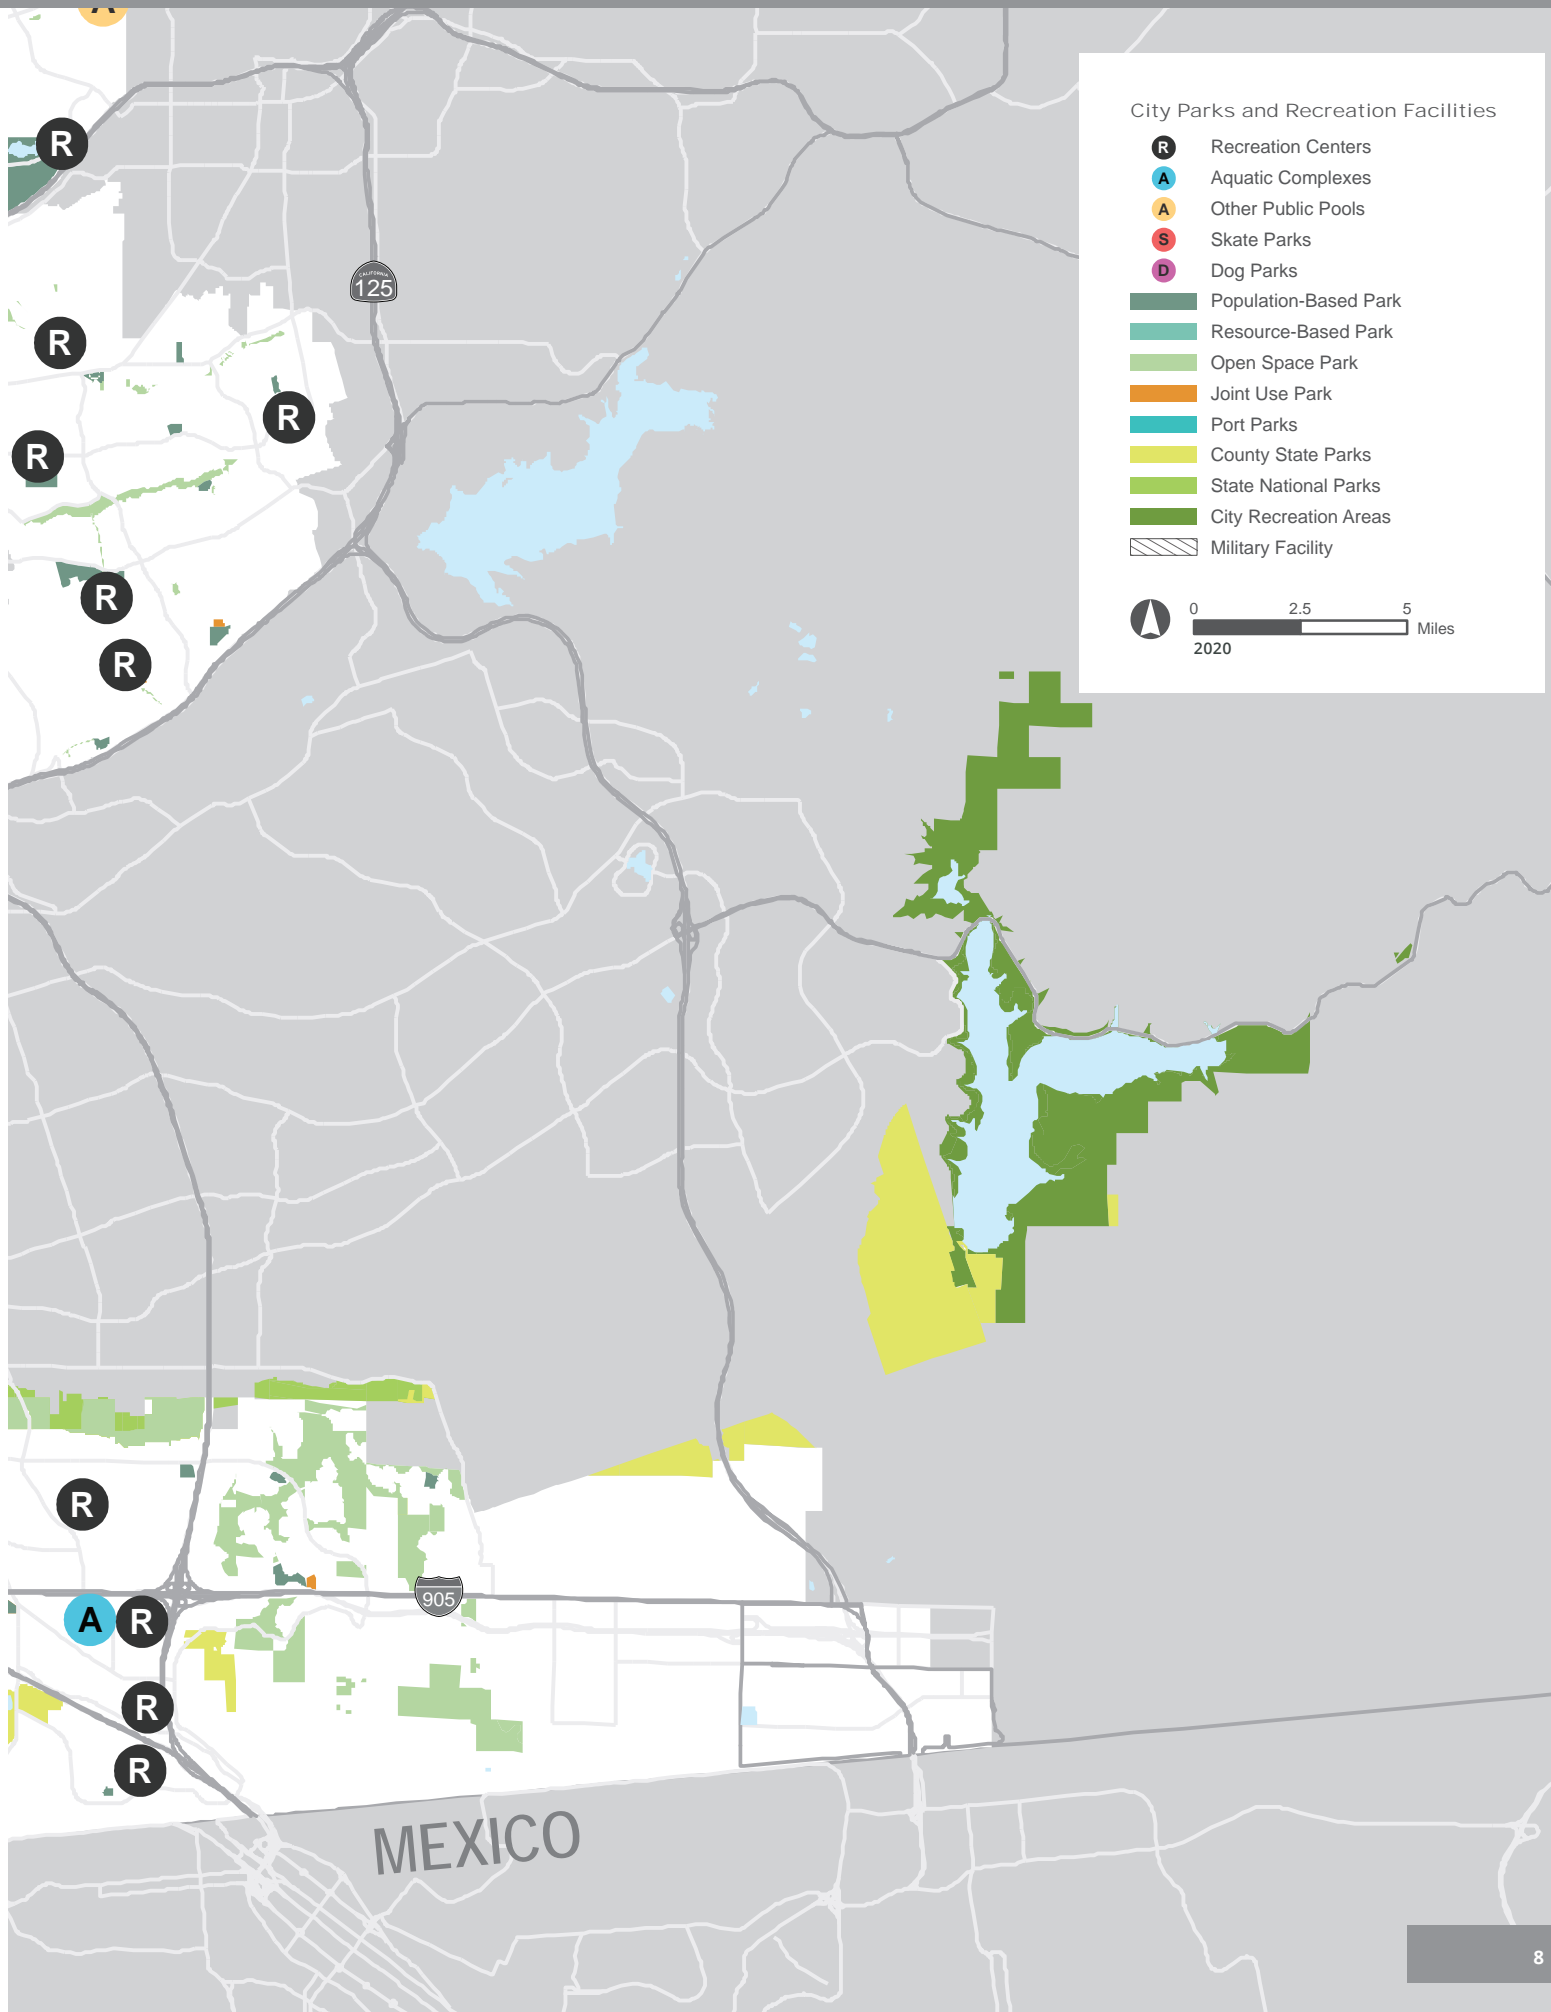 A
City Parks and Recreation Facilities
R Recreation Centers
A Aquatic Complexes
A Other Public Pools
S Skate Parks
D Dog Parks
Population-Based Park
Resource-Based Park
Open Space Park
Joint Use Park
Port Parks
County State Parks
State National Parks
City Recreation Areas
Military Facility
0 2.5 5
Miles
2020
R
CALIFORNIA
125
R
R
R
R
R
R
905
A R
R
R
MEXICO
8